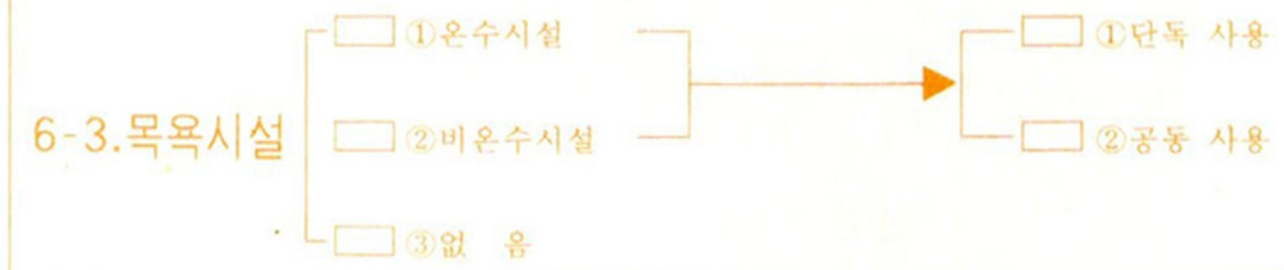 ①온수시설 ①단독 사용
6-3.목욕시설 ②비온수시설 ②공동 사용
③없 음